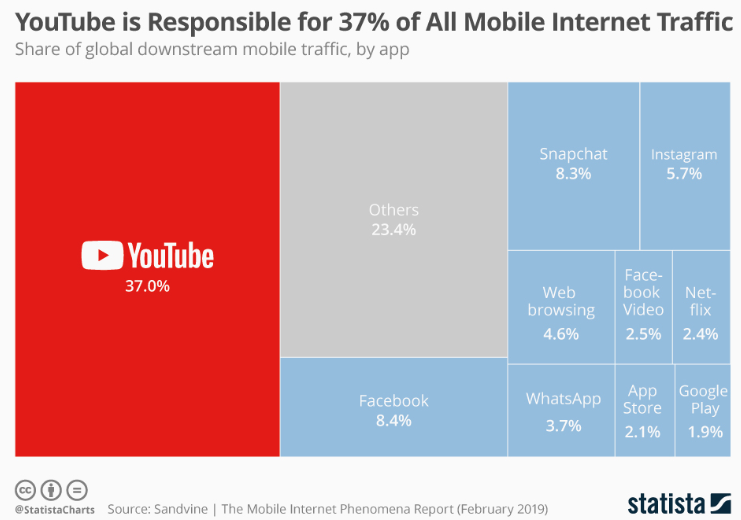 YouTube is Responsible for 37% of All Mobile Internet Traffic
Share of global downstream mobile traffic, by app
YouTube
37.0%
Others
23.4%
Facebook
8.4%
Snapchat
8.3%
Instagram
5.7%
Web
browsing
4.6%
Face-
book
Video
2.5%
Net-
flix
2.4%
WhatsApp
3.7%
App
Store
2.1%
Google
Play
1.9%
cc
@StatistaCharts
Source: Sandvine | The Mobile Internet Phenomena Report (February 2019)
statista